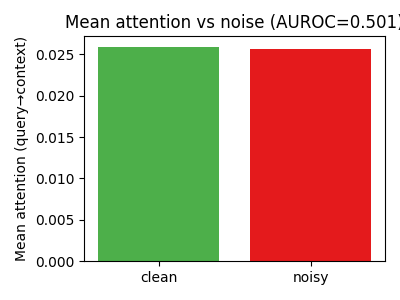 Mean attention vs noise (AUROC=0.501)
Mean attention (query→context)
0.025
0.020
0.015
0.010
0.005
0.000
clean noisy